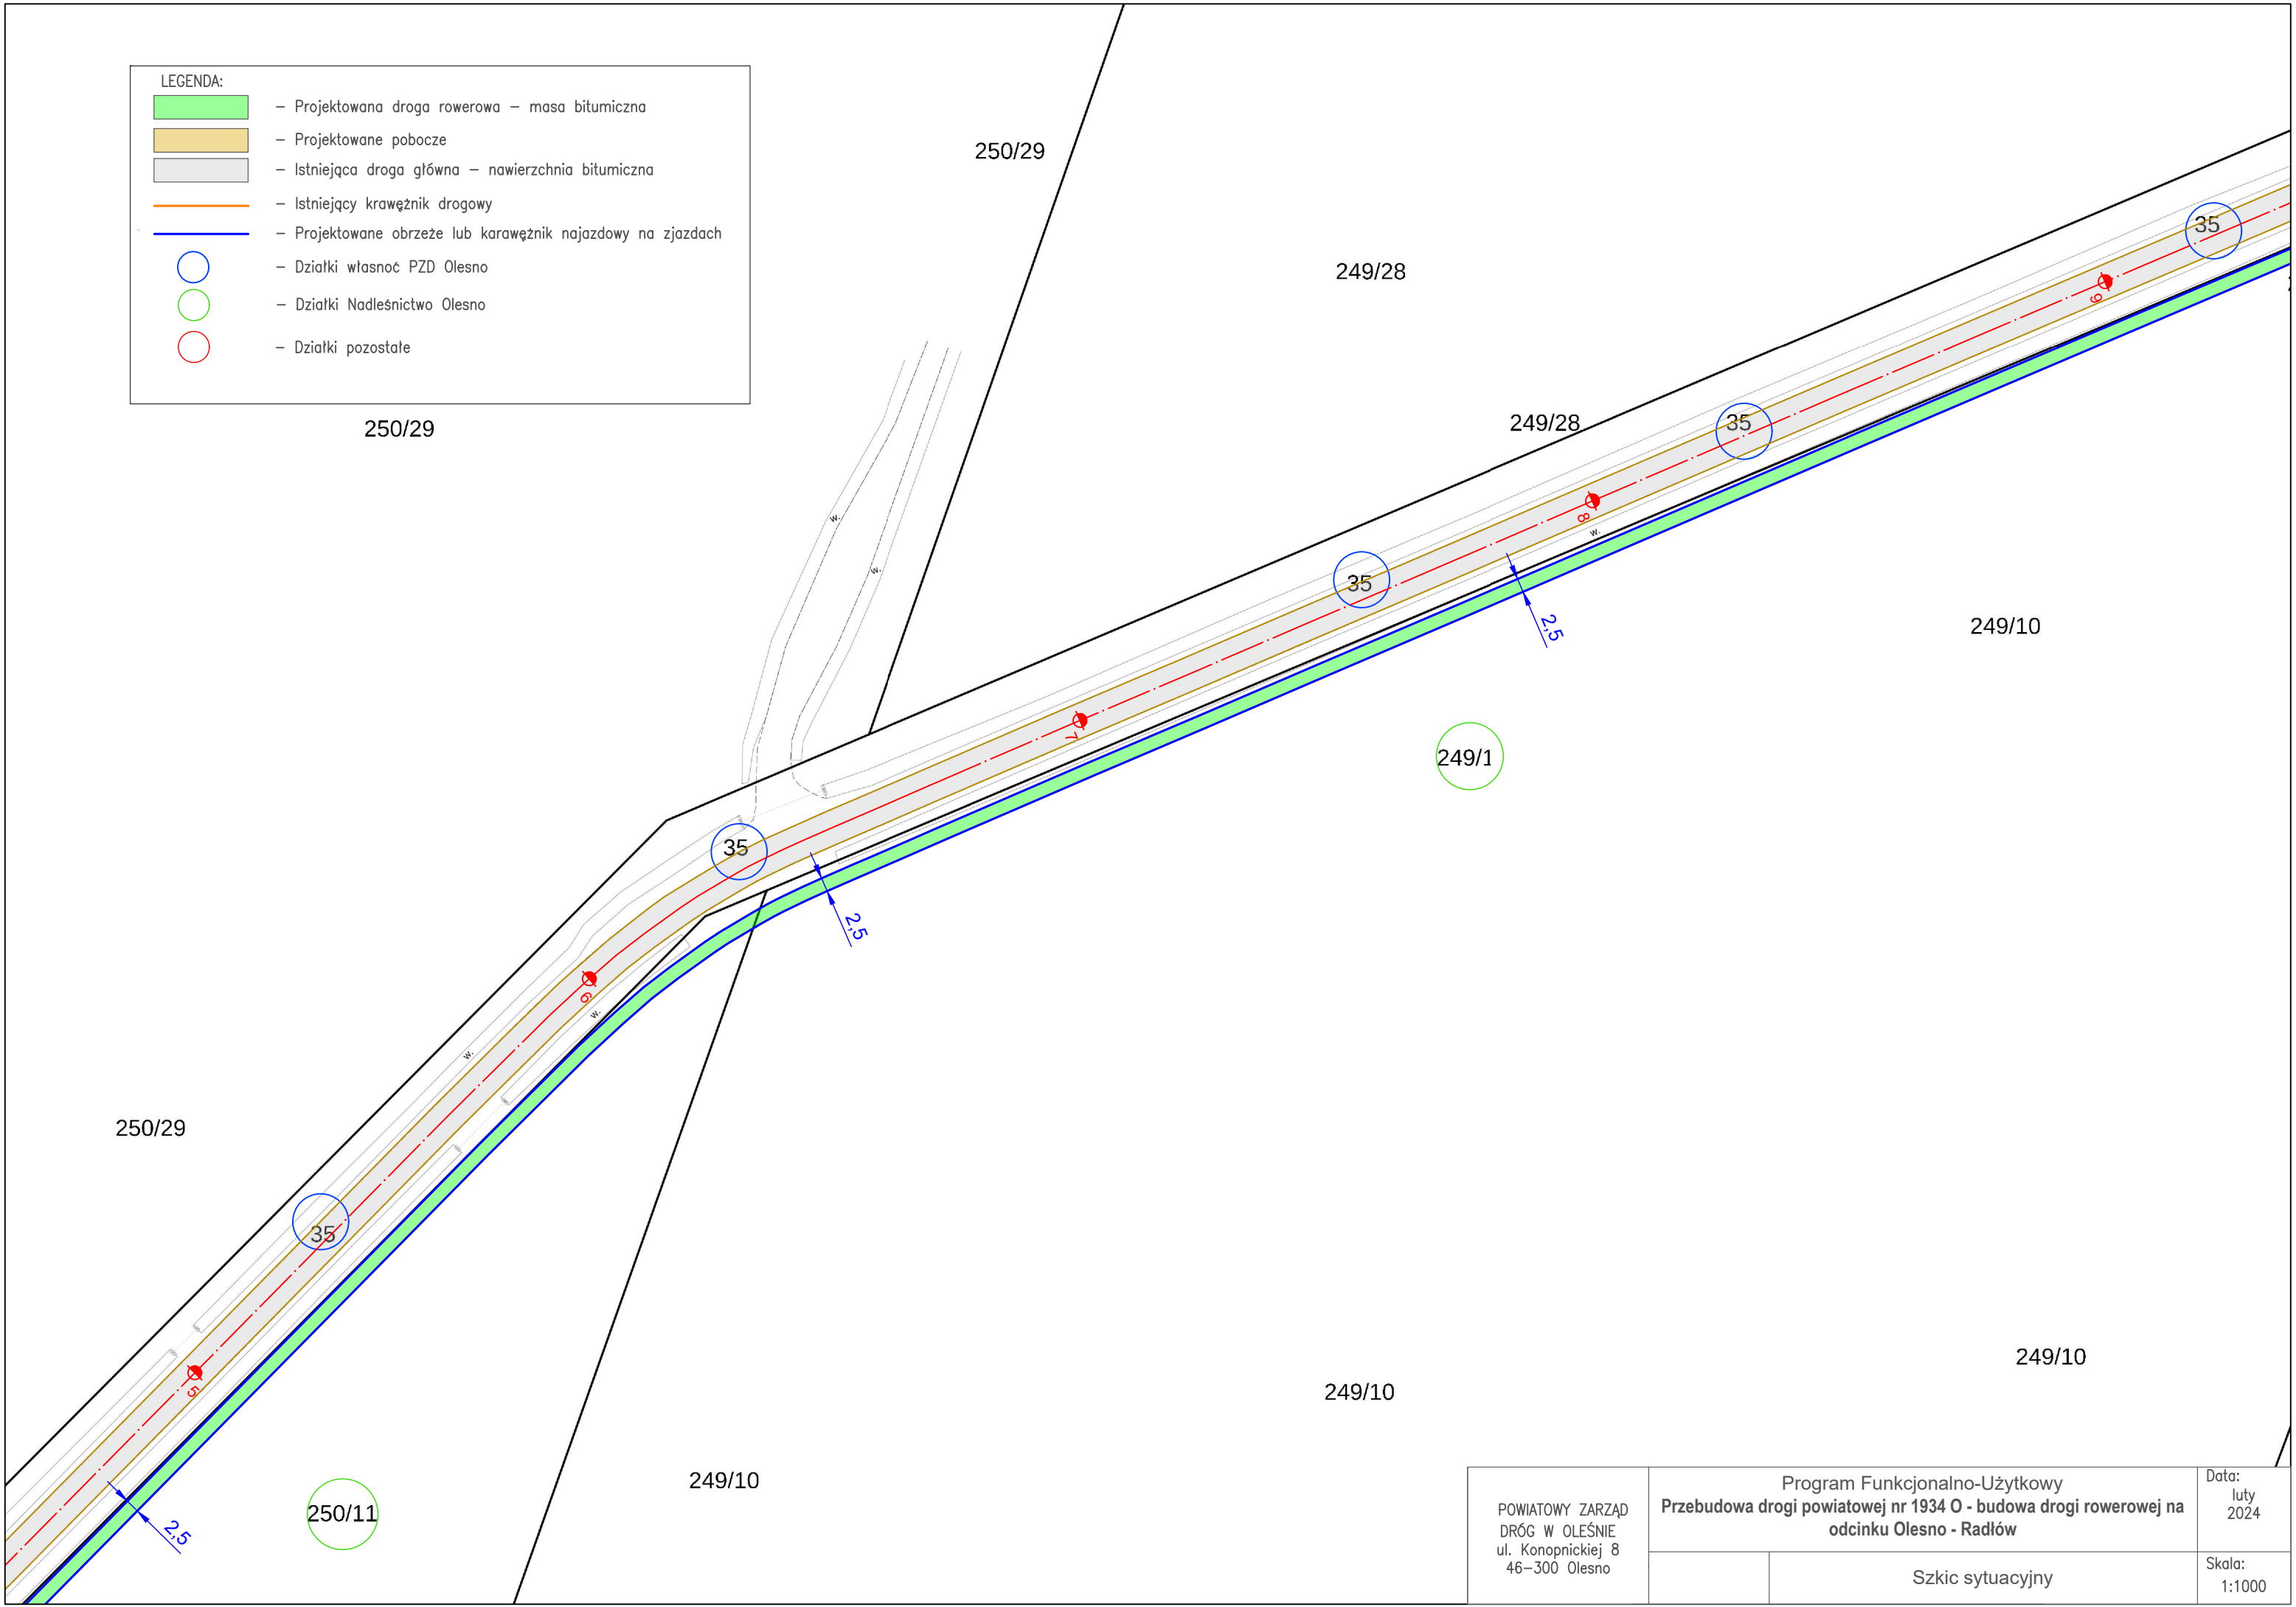 LEGENDA:
– Projektowana droga rowerowa – masa bitumiczna
– Projektowane pobocze
– Istniejąca droga główna – nawierzchnia bitumiczna
– Istniejący krawężnik drogowy
– Projektowane obrzeże lub karawężnik najazdowy na zjazdach
– Działki własnoć PZD Olesno
– Działki Nadleśnictwo Olesno
– Działki pozostałe
250/29
249/28
35
9
250/29
249/28
35
8
w.
w.
w.
35
2,5
249/10
7
249/1
35
2,5
6
w.
w.
250/29
35
5
249/10
249/10
249/10
250/11
2,5
POWIATOWY ZARZĄD
DRÓG W OLEŚNIE
ul. Konopnickiej 8
46–300 Olesno
Program Funkcjonalno-Użytkowy
Przebudowa drogi powiatowej nr 1934 O - budowa drogi rowerowej na
odcinku Olesno - Radłów
Szkic sytuacyjny
Data:
luty
2024
Skala:
1:1000